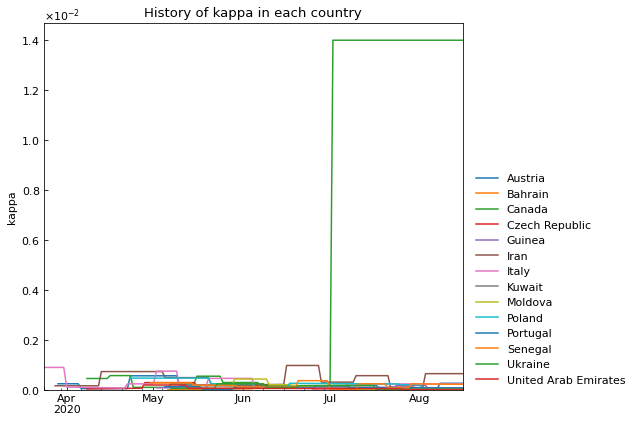 History of kappa in each country
×10⁻²
1.4
1.2
1.0
0.8
0.6
0.4
0.2
0.0
kappa
Apr
2020
May
Jun
Jul
Aug
Austria
Bahrain
Canada
Czech Republic
Guinea
Iran
Italy
Kuwait
Moldova
Poland
Portugal
Senegal
Ukraine
United Arab Emirates